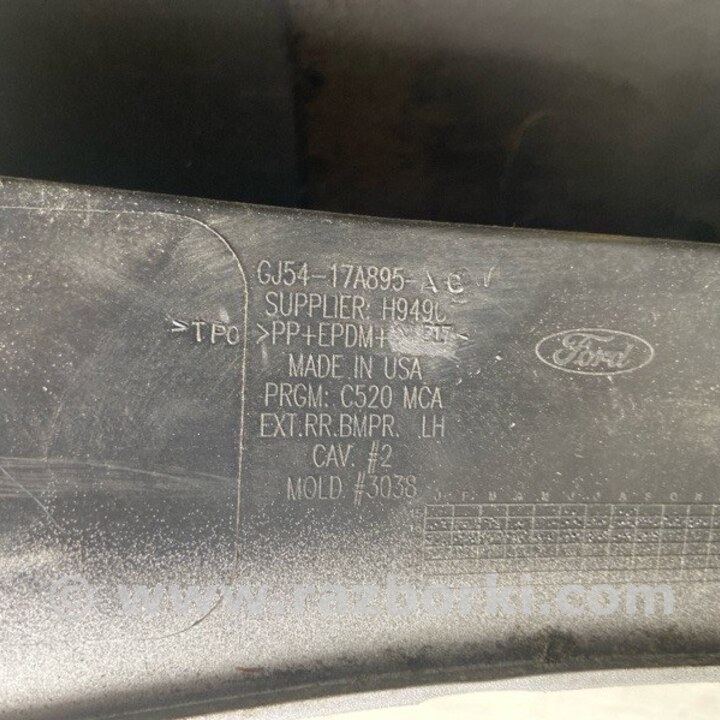 GJ54-17A895-AC
SUPPLIER: H949
>TPO >PP+EPDM+
MADE IN USA
PRGM: C520 MCA
EXT.RR.BMPR. LH
CAV. #2
MOLD #3038
Ford
J F M A M J J A S O N
© www.razborki.com